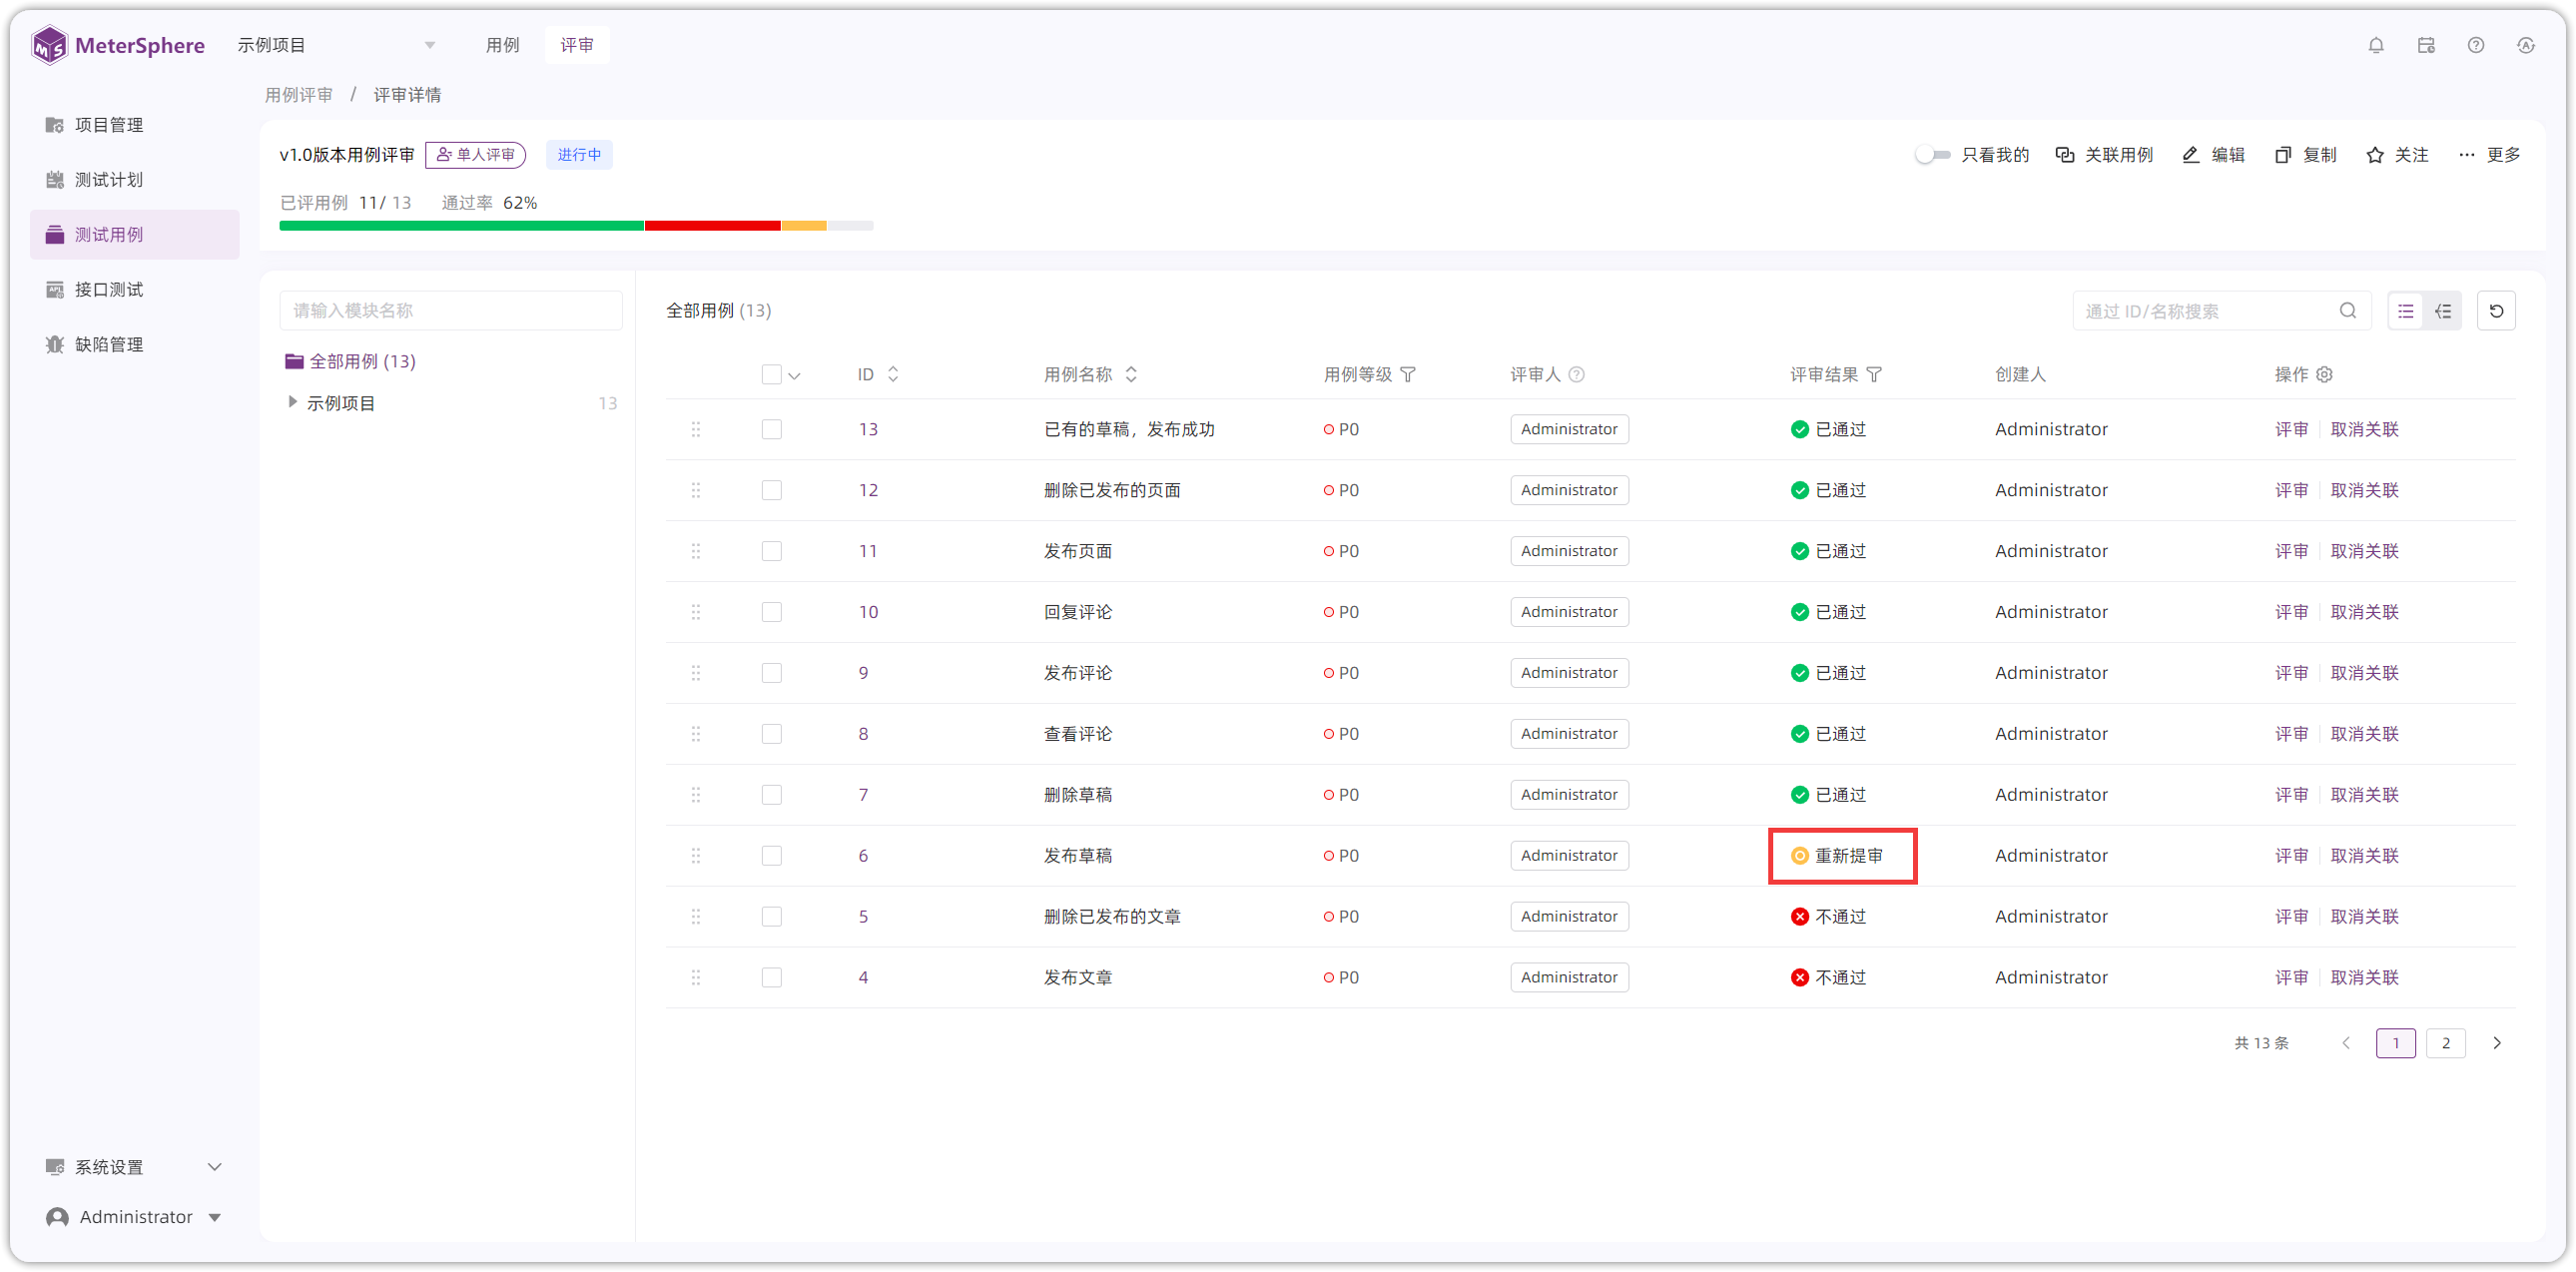 MeterSphere 示例项目 用例 评审
用例评审 / 评审详情
项目管理
测试计划
测试用例
接口测试
缺陷管理
系统设置
Administrator
v1.0版本用例评审 单人评审 进行中 只看我的 关联用例 编辑 复制 关注 更多
已评用例 11/ 13 通过率 62%
请输入模块名称
全部用例 (13)
示例项目 13
全部用例 (13) 通过 ID/名称搜索
ID 用例名称 用例等级 评审人 评审结果 创建人 操作
13 已有的草稿，发布成功 P0 Administrator 已通过 Administrator 评审 取消关联
12 删除已发布的页面 P0 Administrator 已通过 Administrator 评审 取消关联
11 发布页面 P0 Administrator 已通过 Administrator 评审 取消关联
10 回复评论 P0 Administrator 已通过 Administrator 评审 取消关联
9 发布评论 P0 Administrator 已通过 Administrator 评审 取消关联
8 查看评论 P0 Administrator 已通过 Administrator 评审 取消关联
7 删除草稿 P0 Administrator 已通过 Administrator 评审 取消关联
6 发布草稿 P0 Administrator 重新提审 Administrator 评审 取消关联
5 删除已发布的文章 P0 Administrator 不通过 Administrator 评审 取消关联
4 发布文章 P0 Administrator 不通过 Administrator 评审 取消关联
共 13 条 1 2